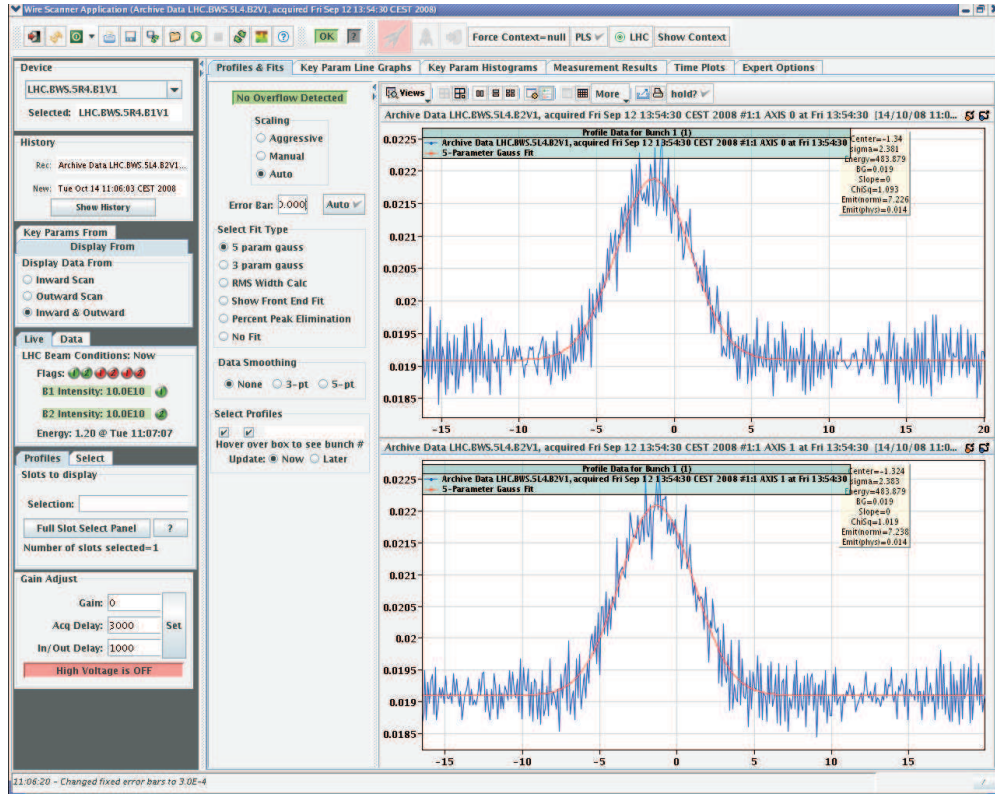 Wire Scanner Application (Archive Data LHC.BWS.5L4.B2V1, acquired Fri Sep 12 13:54:30 CEST 2008)
OK ? Force Context=null PLS LHC Show Context
Device
LHC.BWS.5R4.B1V1
Selected: LHC.BWS.5R4.B1V1
History
Rec: Archive Data LHC.BWS.5L4.B2V1...
New: Tue Oct 14 11:06:03 CEST 2008
Show History
Key Params From
Display From
Display Data From
Inward Scan
Outward Scan
Inward & Outward
Live Data
LHC Beam Conditions: Now
Flags:
B1 Intensity: 10.0E10
B2 Intensity: 10.0E10
Energy: 1.20 @ Tue 11:07:07
Profiles Select
Slots to display
Selection:
Full Slot Select Panel ?
Number of slots selected=1
Gain Adjust
Gain: 0
Acq Delay: 3000
Set
In/Out Delay: 1000
High Voltage is OFF
Profiles & Fits Key Param Line Graphs Key Param Histograms Measurement Results Time Plots Expert Options
No Overflow Detected
Scaling
Aggressive
Manual
Auto
Error Bar: 0.000 Auto
Select Fit Type
5 param gauss
3 param gauss
RMS Width Calc
Show Front End Fit
Percent Peak Elimination
No Fit
Data Smoothing
None 3-pt 5-pt
Select Profiles
Hover over box to see bunch #
Update: Now Later
Views More hold?
Archive Data LHC.BWS.5L4.B2V1, acquired Fri Sep 12 13:54:30 CEST 2008 #1:1 AXIS 0 at Fri 13:54:30 [14/10/08 11:0...
Profile Data for Bunch 1 (1)
Archive Data LHC.BWS.5L4.B2V1, acquired Fri Sep 12 13:54:30 CEST 2008 #1:1 AXIS 0 at Fri 13:54:30
5-Parameter Gauss Fit
Center=-1.34
sigma=2.381
Energy=483.879
BG=0.019
Slope=0
ChiSq=1.093
Emit(norm)=7.226
Emit(phys)=0.014
0.0225
0.022
0.0215
0.021
0.0205
0.02
0.0195
0.019
0.0185
-15 -10 -5 0 5 10 15 20
Archive Data LHC.BWS.5L4.B2V1, acquired Fri Sep 12 13:54:30 CEST 2008 #1:1 AXIS 1 at Fri 13:54:30 [14/10/08 11:0...
Profile Data for Bunch 1 (1)
Archive Data LHC.BWS.5L4.B2V1, acquired Fri Sep 12 13:54:30 CEST 2008 #1:1 AXIS 1 at Fri 13:54:30
5-Parameter Gauss Fit
Center=-1.324
sigma=2.383
Energy=483.879
BG=0.019
Slope=0
ChiSq=1.019
Emit(norm)=7.238
Emit(phys)=0.014
0.0225
0.022
0.0215
0.021
0.0205
0.02
0.0195
0.019
0.0185
-15 -10 -5 0 5 10 15
11:06:20 - Changed fixed error bars to 3.0E-4